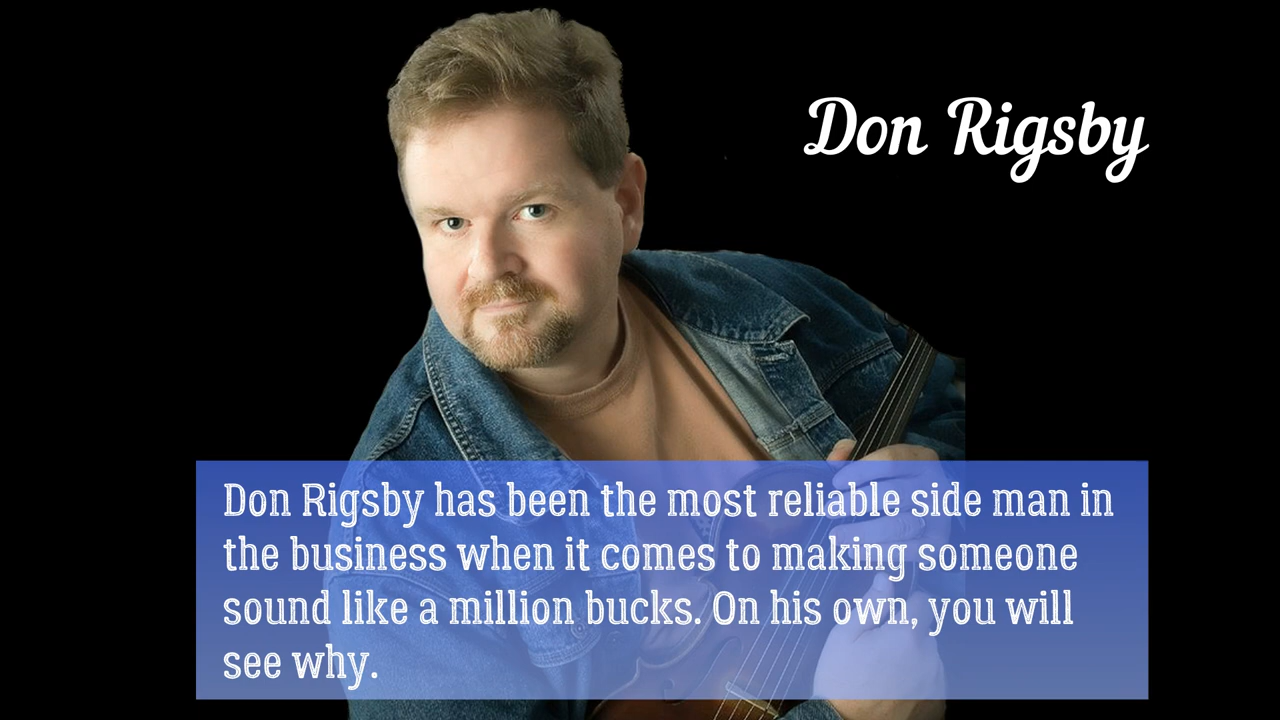 Don Rigsby
Don Rigsby has been the most reliable side man in
the business when it comes to making someone
sound like a million bucks. On his own, you will
see why.